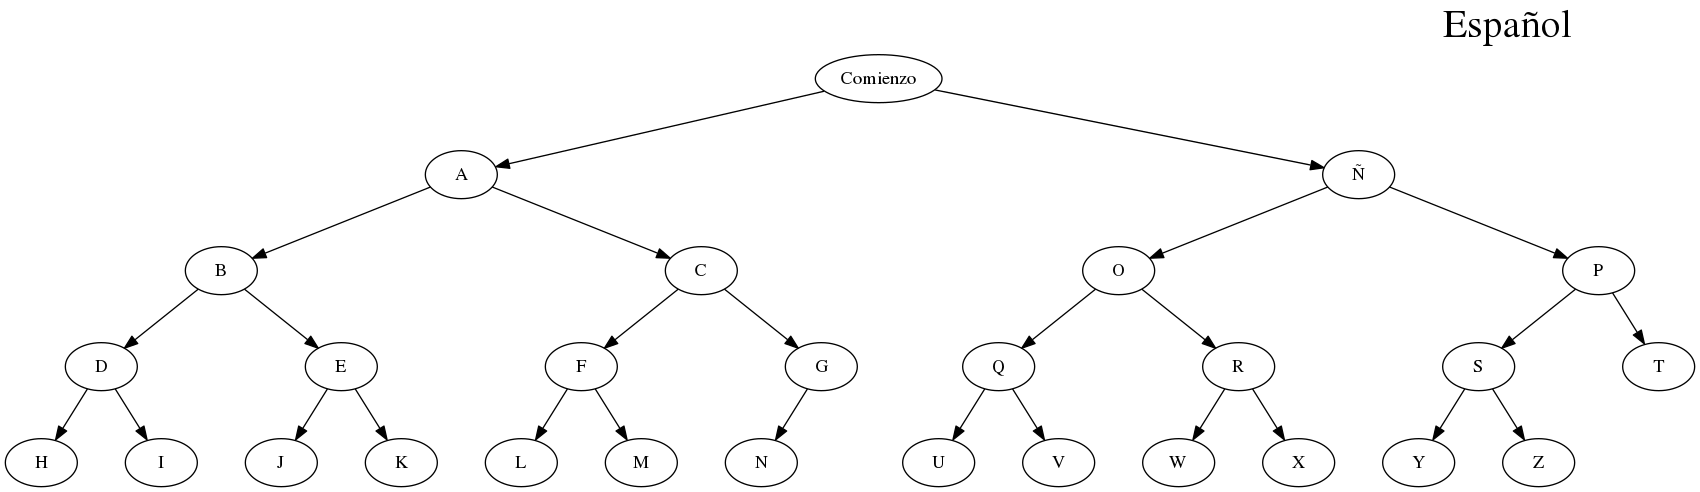 Español
Comienzo
A Ñ
B C O P
D E F G Q R S T
H I J K L M N U V W X Y Z